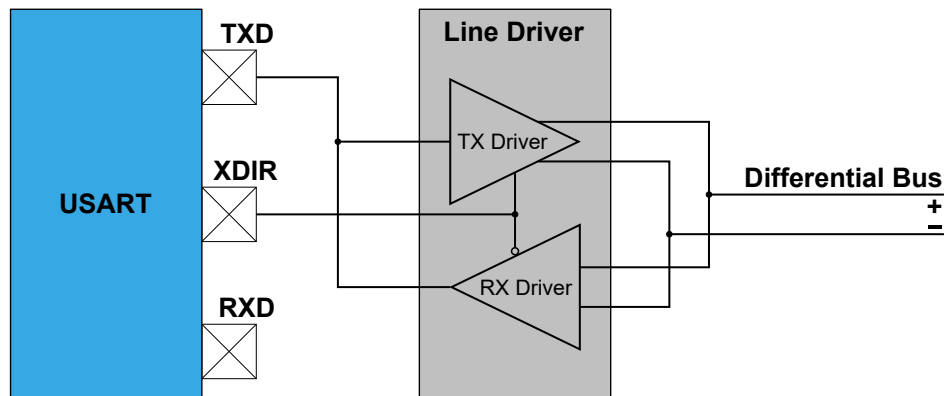 TXD
Line Driver
TX Driver
XDIR
USART
Differential Bus
+
−
RX Driver
RXD